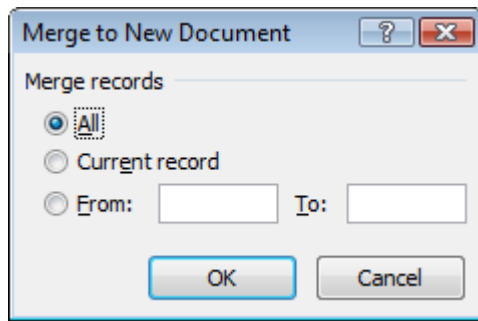 Merge to New Document
Merge records
All
Current record
From: To:
OK Cancel